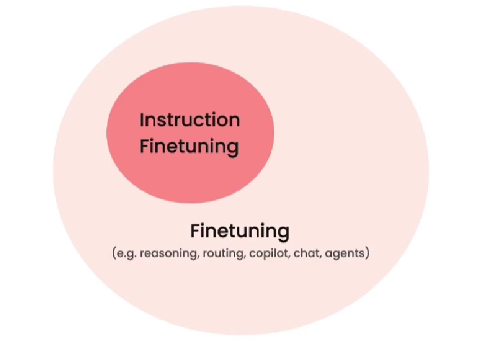 Instruction
Finetuning
Finetuning
(e.g. reasoning, routing, copilot, chat, agents)